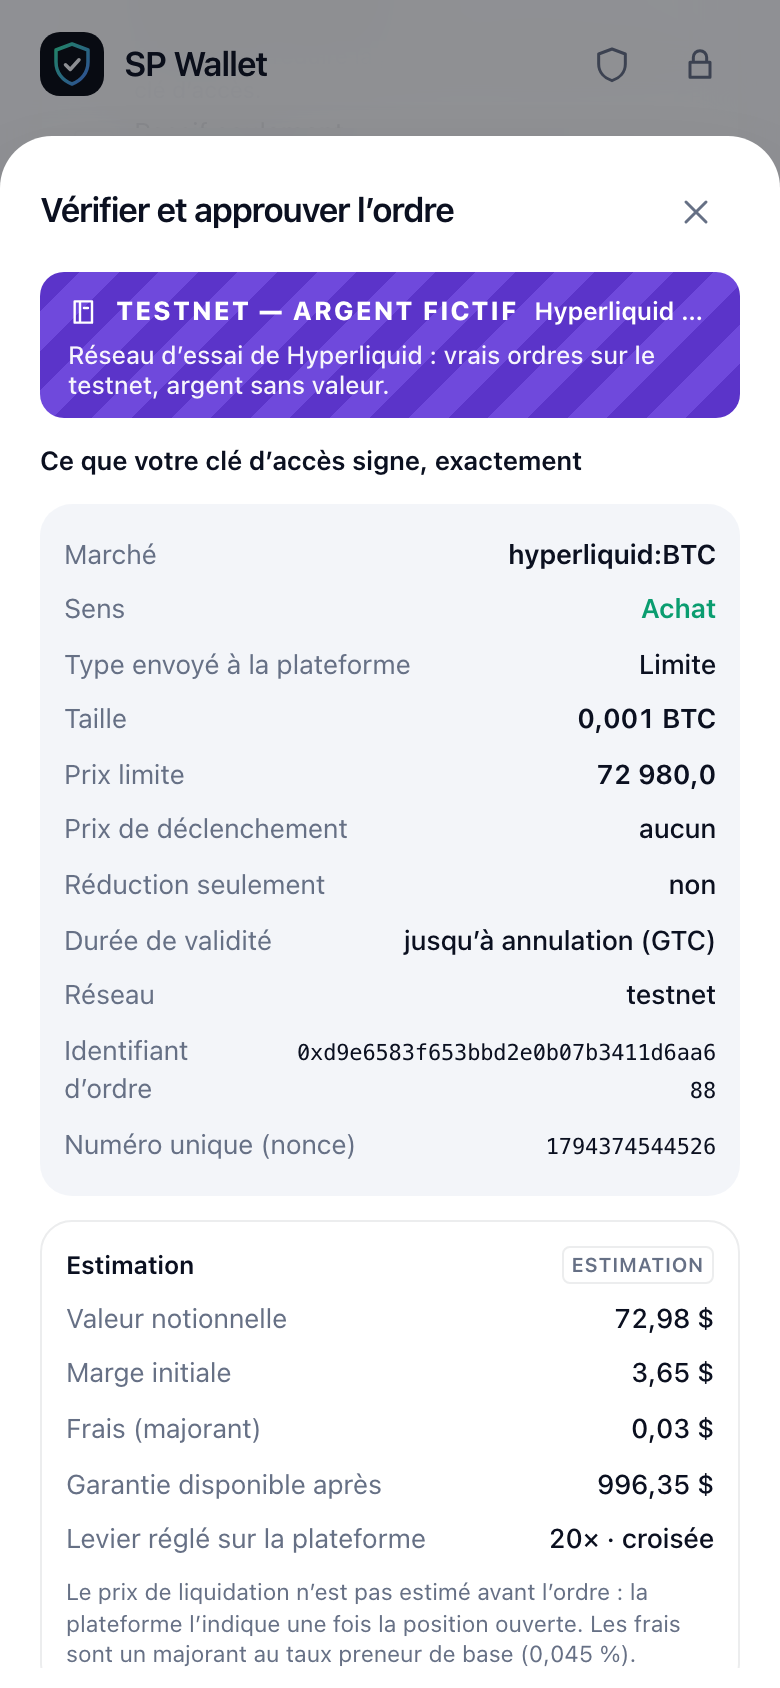 SP Wallet
Vérifier et approuver l’ordre
TESTNET — ARGENT FICTIF Hyperliquid ...
Réseau d’essai de Hyperliquid : vrais ordres sur le
testnet, argent sans valeur.
Ce que votre clé d’accès signe, exactement
Marché hyperliquid:BTC
Sens Achat
Type envoyé à la plateforme Limite
Taille 0,001 BTC
Prix limite 72 980,0
Prix de déclenchement aucun
Réduction seulement non
Durée de validité jusqu’à annulation (GTC)
Réseau testnet
Identifiant 0xd9e6583f653bbd2e0b07b3411d6aa6
d’ordre 88
Numéro unique (nonce) 1794374544526
Estimation ESTIMATION
Valeur notionnelle 72,98 $
Marge initiale 3,65 $
Frais (majorant) 0,03 $
Garantie disponible après 996,35 $
Levier réglé sur la plateforme 20× · croisée
Le prix de liquidation n’est pas estimé avant l’ordre : la
plateforme l’indique une fois la position ouverte. Les frais
sont un majorant au taux preneur de base (0,045 %).